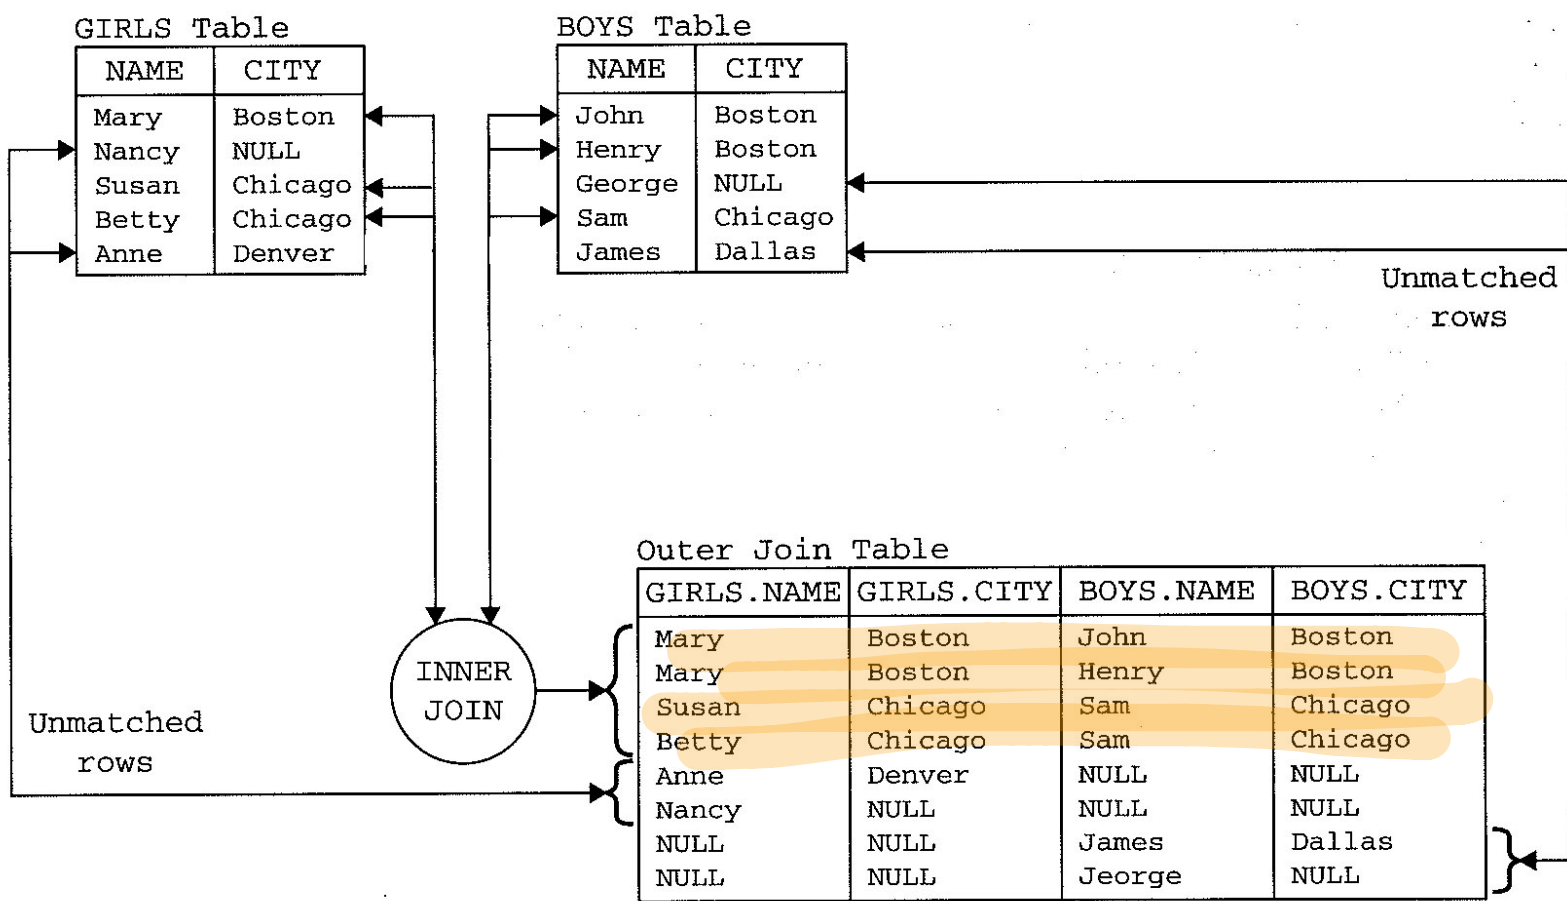 GIRLS Table
NAME CITY
Mary Boston
Nancy NULL
Susan Chicago
Betty Chicago
Anne Denver
BOYS Table
NAME CITY
John Boston
Henry Boston
George NULL
Sam Chicago
James Dallas
Unmatched
rows
INNER
JOIN
Unmatched
rows
Outer Join Table
GIRLS.NAME GIRLS.CITY BOYS.NAME BOYS.CITY
Mary Boston John Boston
Mary Boston Henry Boston
Susan Chicago Sam Chicago
Betty Chicago Sam Chicago
Anne Denver NULL NULL
Nancy NULL NULL NULL
NULL NULL James Dallas
NULL NULL Jeorge NULL